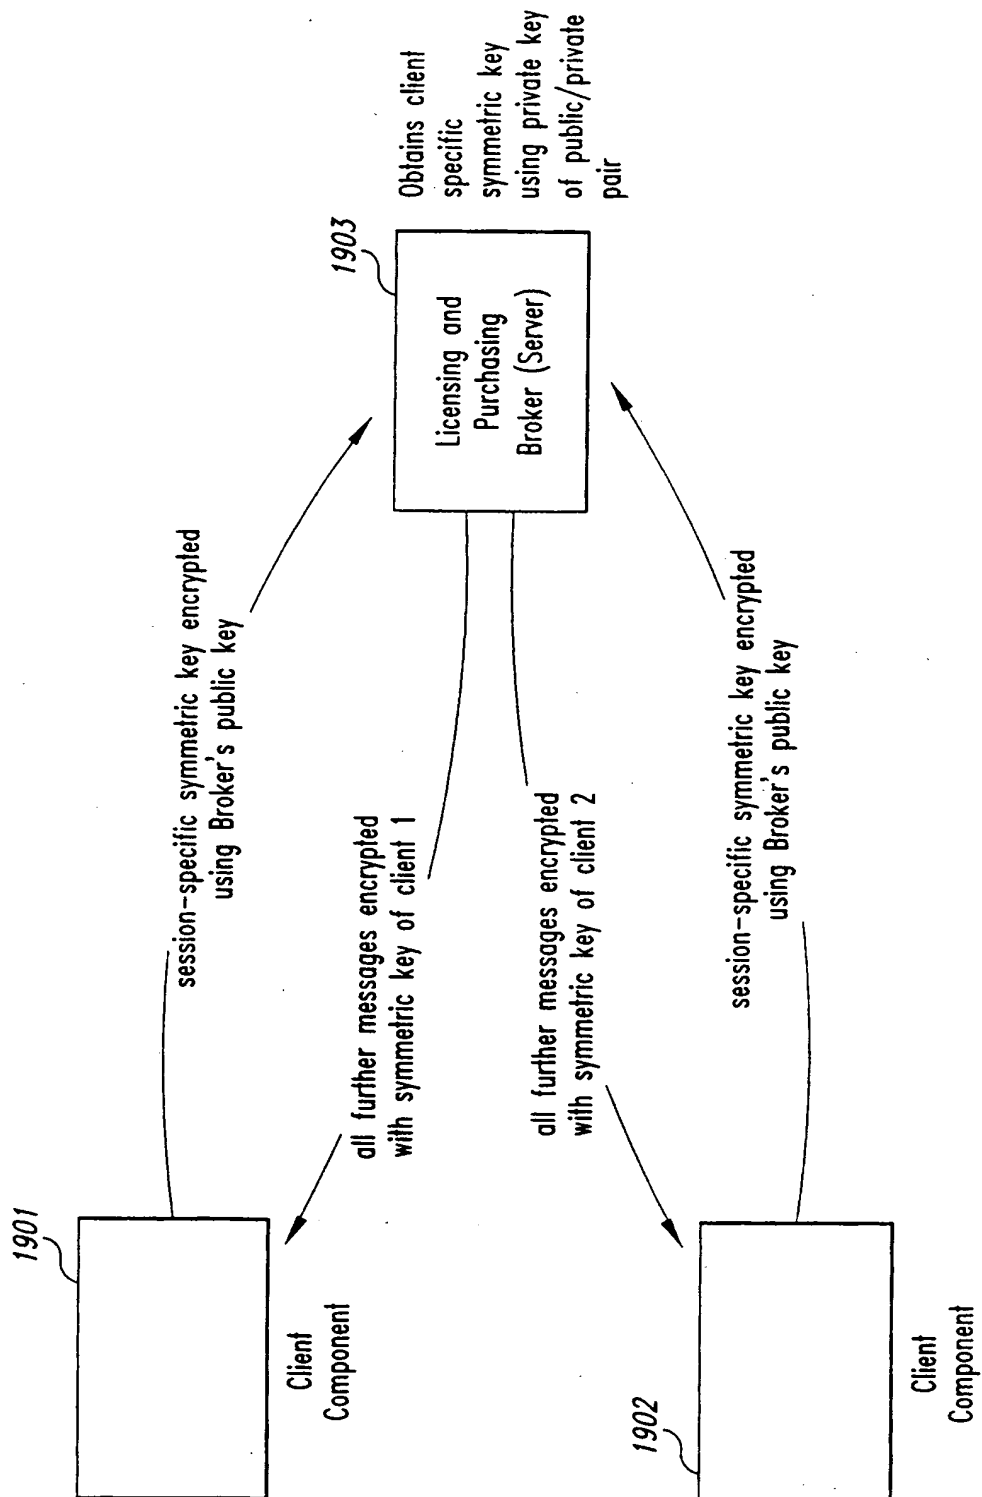 1901
Client
Component
session-specific symmetric key encrypted
using Broker's public key
1903
Licensing and
Purchasing
Broker (Server)
Obtains client
specific
symmetric key
using private key
of public/private
pair
all further messages encrypted
with symmetric key of client 1
all further messages encrypted
with symmetric key of client 2
1902
Client
Component
session-specific symmetric key encrypted
using Broker's public key